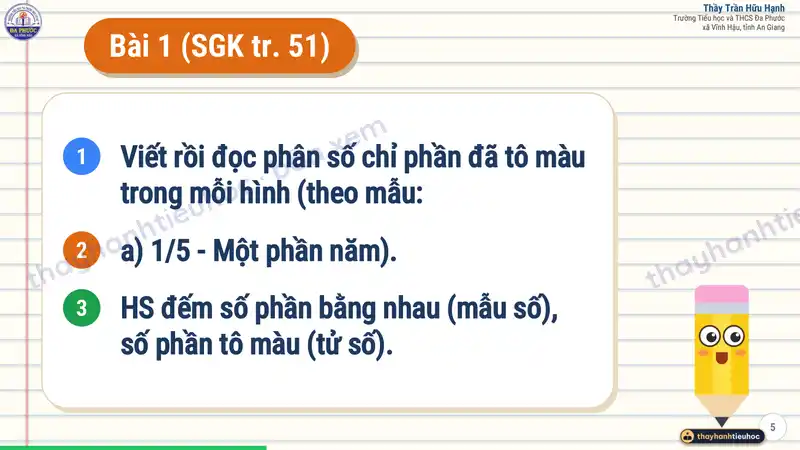 Thầy Trần Hữu Hạnh
Trường Tiểu học và THCS Đa Phước
xã Vĩnh Hậu, tỉnh An Giang
ĐA PHƯỚC
Bài 1 (SGK tr. 51)
1 Viết rồi đọc phân số chỉ phần đã tô màu
trong mỗi hình (theo mẫu:
2 a) 1/5 - Một phần năm).
3 HS đếm số phần bằng nhau (mẫu số),
số phần tô màu (tử số).
5
thayhanhtieuhoc